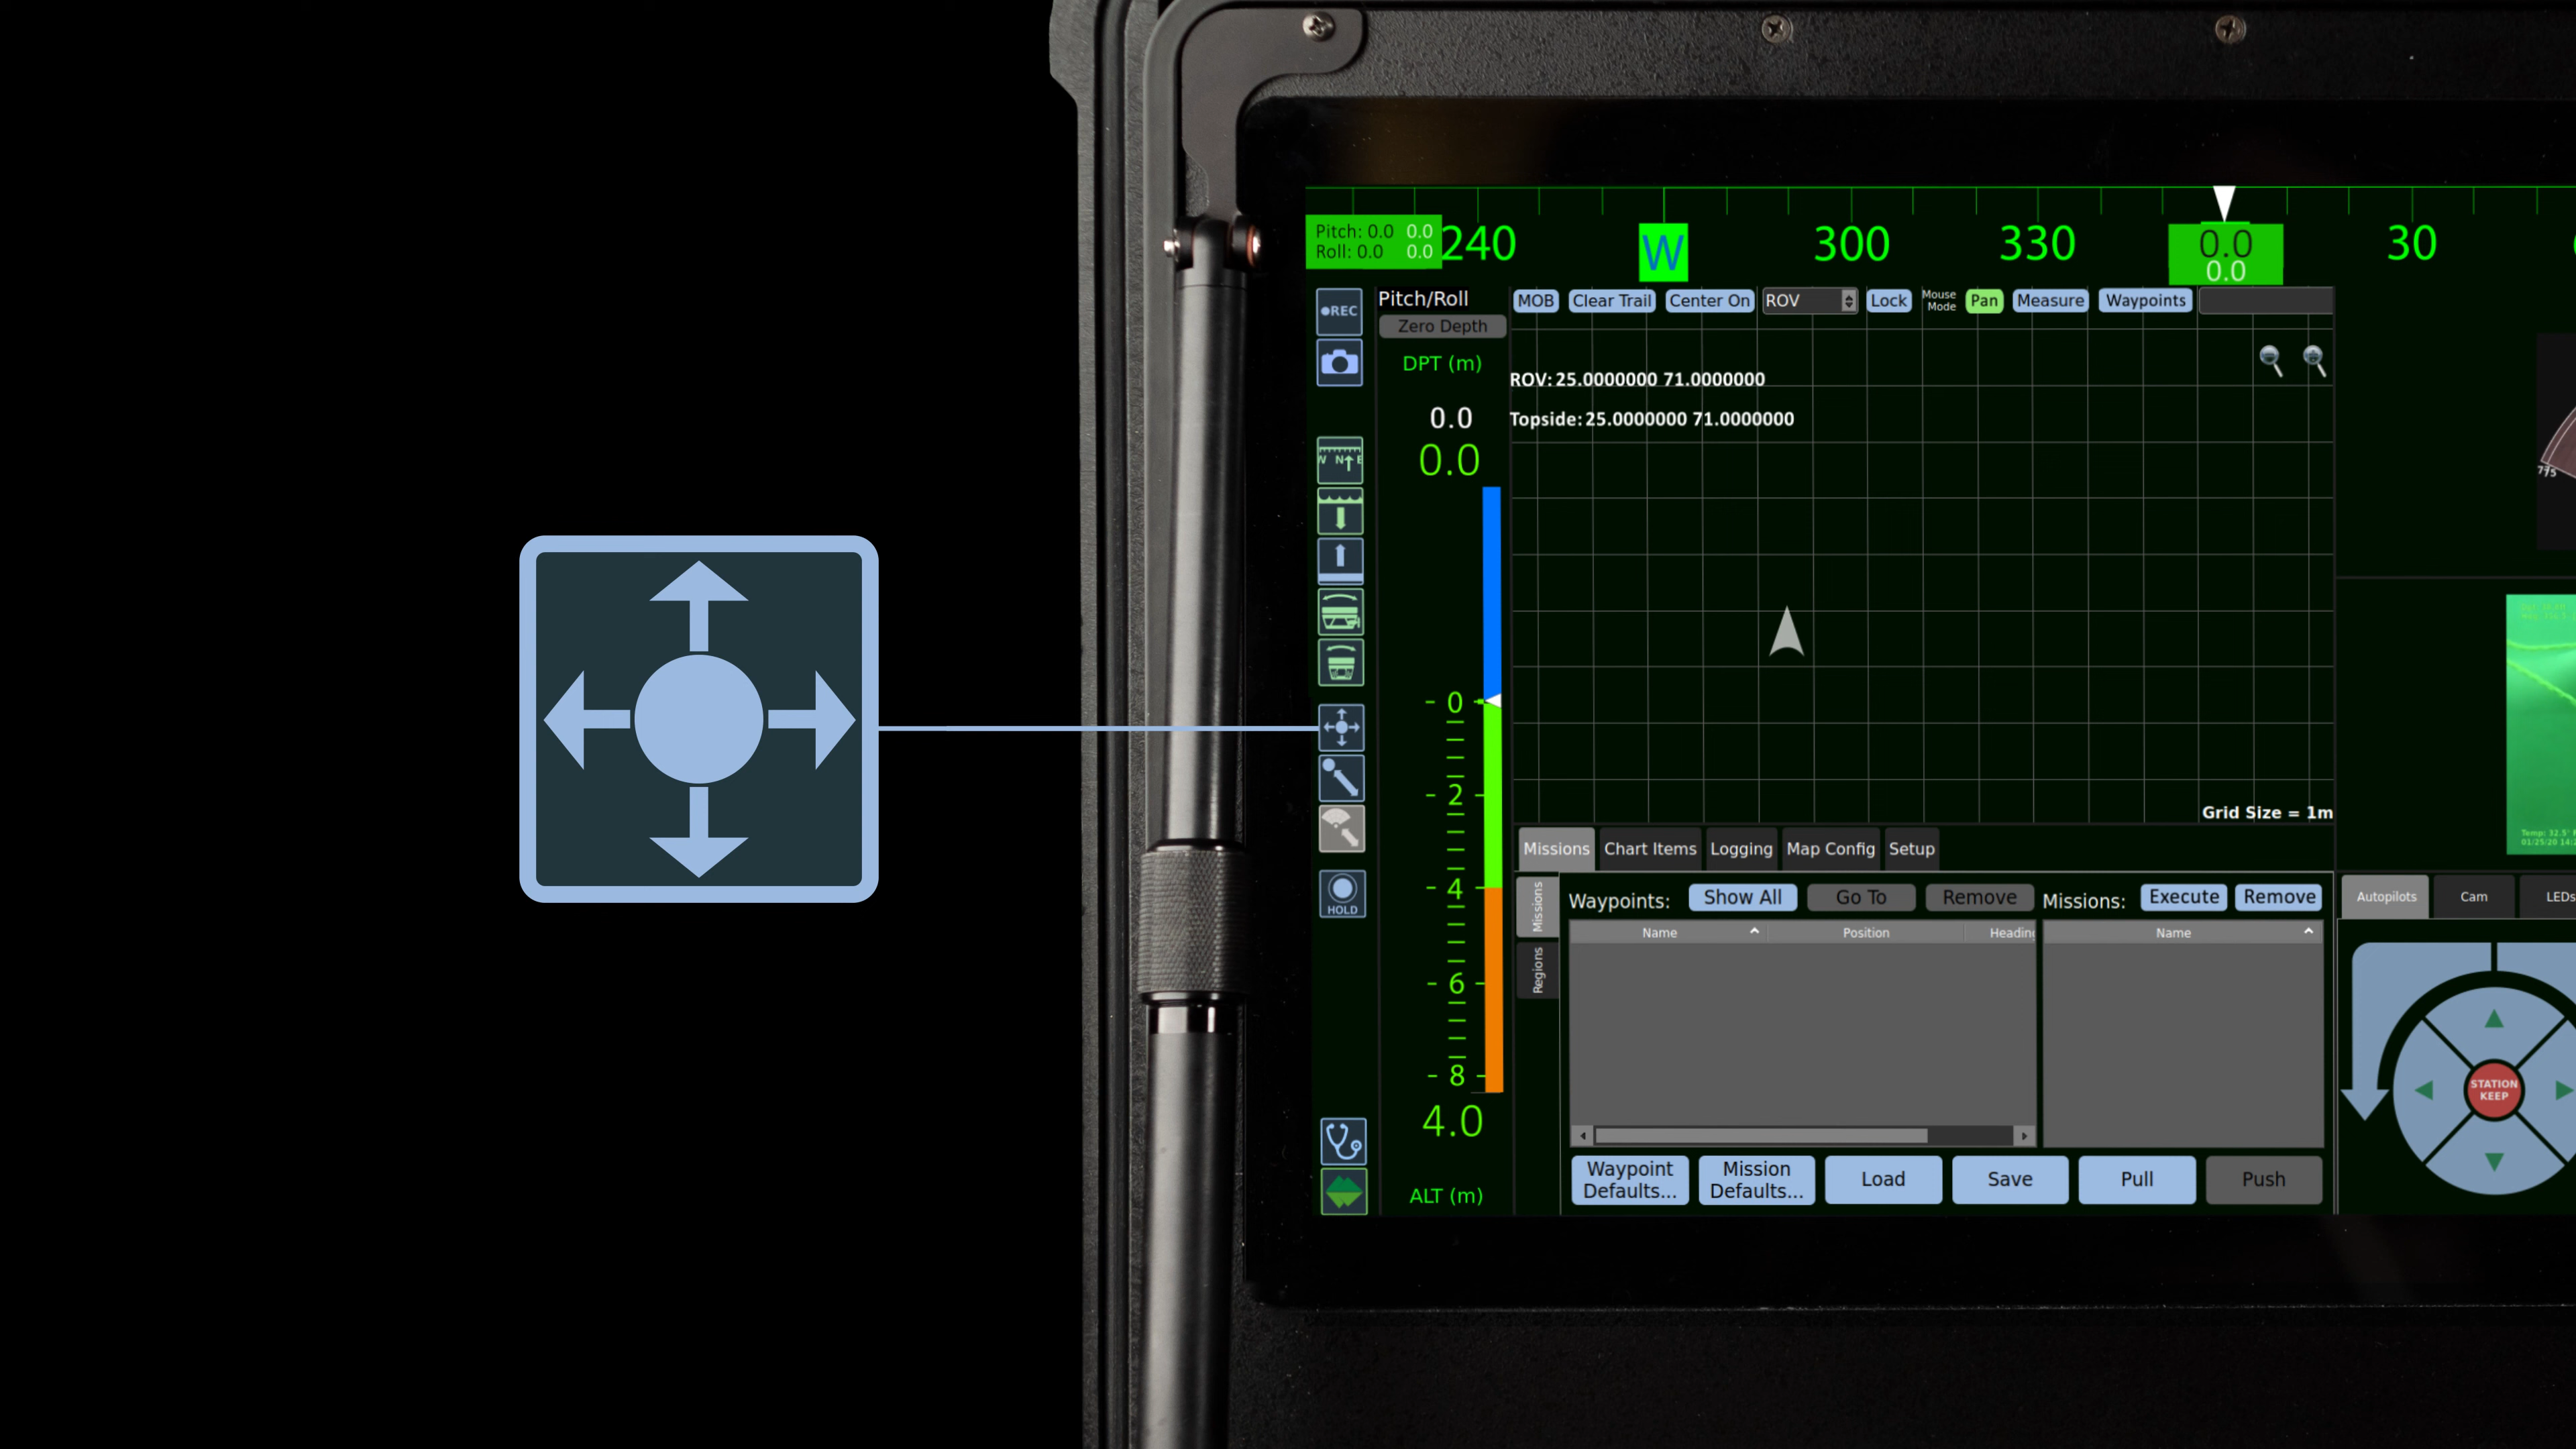 Pitch: 0.0 0.0
Roll: 0.0 0.0
240
W
300
330
0.0
0.0
30
●REC
Pitch/Roll
Zero Depth
MOB
Clear Trail
Center On
ROV
Lock
Mouse
Mode
Pan
Measure
Waypoints
DPT (m)
0.0
0.0
ROV: 25.0000000 71.0000000
Topside: 25.0000000 71.0000000
W N E
- 0
- 2
- 4
- 6
- 8
4.0
ALT (m)
HOLD
Grid Size = 1m
Missions
Chart Items
Logging
Map Config
Setup
Missions
Regions
Waypoints:
Show All
Go To
Remove
Missions:
Execute
Remove
Name
Position
Heading
Name
Waypoint
Defaults...
Mission
Defaults...
Load
Save
Pull
Push
Autopilots
Cam
LEDs
STATION
KEEP